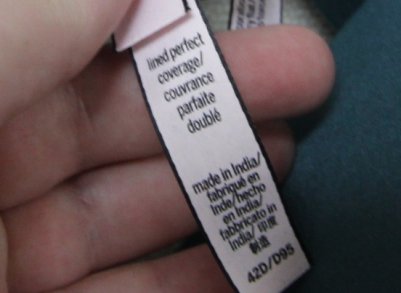 lined perfect
coverage/
couvrance
parfaite
doublé
made in India/
fabriqué en
Inde/hecho
en India/
fabbricato in
India/ 印度
制造
42D/D95